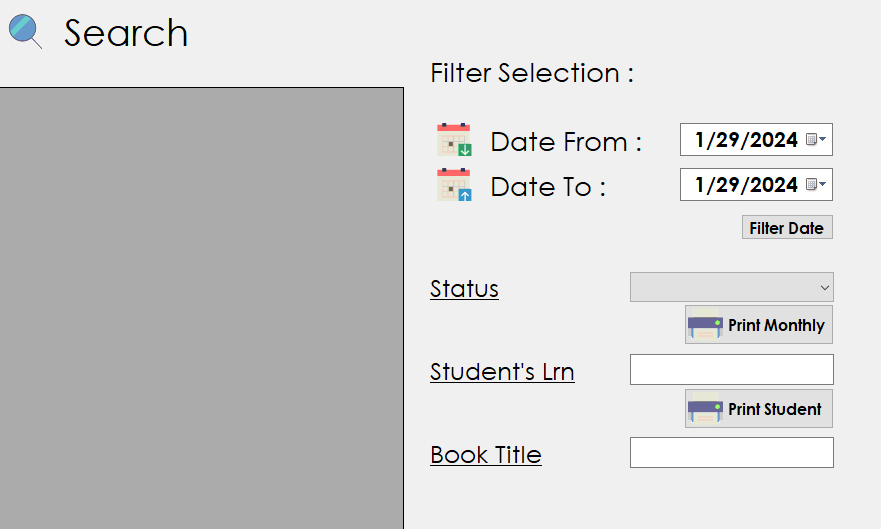 Search
Filter Selection :
Date From :
1/29/2024
Date To :
1/29/2024
Filter Date
Status
Print Monthly
Student's Lrn
Print Student
Book Title